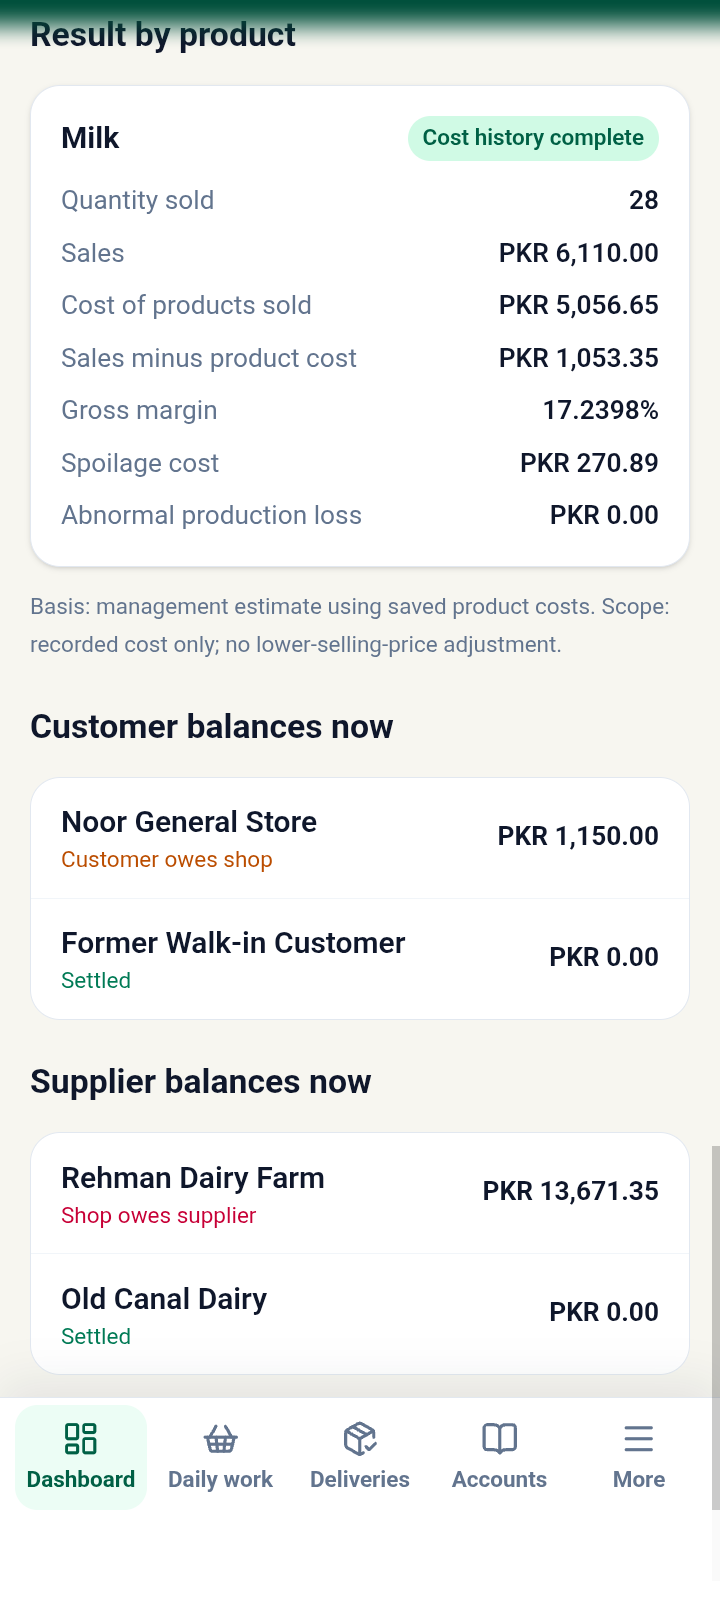 Result by product
Milk
Cost history complete
Quantity sold
28
Sales
PKR 6,110.00
Cost of products sold
PKR 5,056.65
Sales minus product cost
PKR 1,053.35
Gross margin
17.2398%
Spoilage cost
PKR 270.89
Abnormal production loss
PKR 0.00
Basis: management estimate using saved product costs. Scope:
recorded cost only; no lower-selling-price adjustment.
Customer balances now
Noor General Store
PKR 1,150.00
Customer owes shop
Former Walk-in Customer
PKR 0.00
Settled
Supplier balances now
Rehman Dairy Farm
PKR 13,671.35
Shop owes supplier
Old Canal Dairy
PKR 0.00
Settled
Dashboard
Daily work
Deliveries
Accounts
More